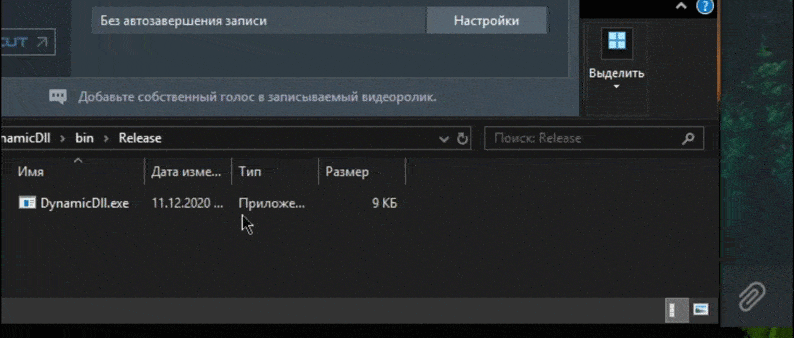 Без автозавершения записи
Настройки
CUT
Выделить
Добавьте собственный голос в записываемый видеоролик.
namicDll > bin > Release
Поиск: Release
Имя
Дата изме...
Тип
Размер
DynamicDll.exe
11.12.2020 ...
Приложе...
9 КБ